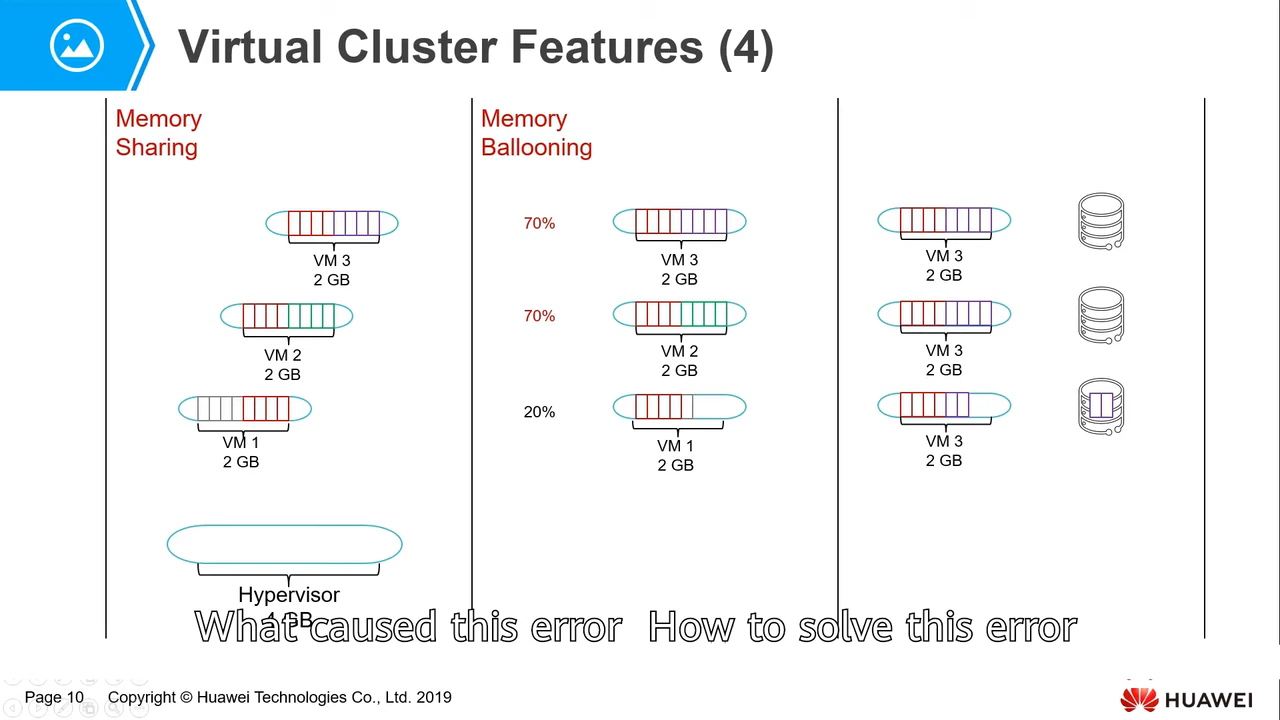 Virtual Cluster Features (4)
Memory
Sharing
VM 3
2 GB
VM 2
2 GB
VM 1
2 GB
Hypervisor
4 GB
Memory
Ballooning
70%
VM 3
2 GB
70%
VM 2
2 GB
20%
VM 1
2 GB
VM 3
2 GB
VM 3
2 GB
VM 3
2 GB
What caused this error How to solve this error
Page 10
Copyright © Huawei Technologies Co., Ltd. 2019
HUAWEI